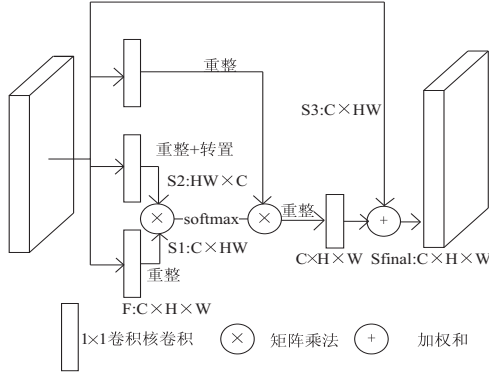 重整
S3:C×HW
重整+转置
S2:HW×C
softmax
重整
S1:C×HW
重整
C×H×W
Sfinal:C×H×W
F:C×H×W
1×1卷积核卷积
矩阵乘法
加权和